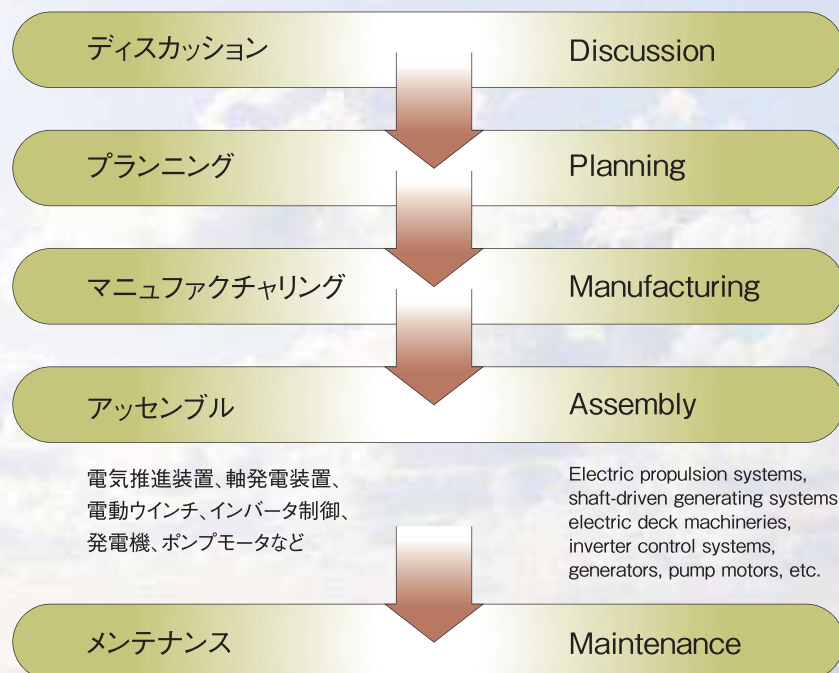 ディスカッション Discussion
プランニング Planning
マニュファクチャリング Manufacturing
アッセンブル Assembly
電気推進装置、軸発電装置、
電動ウインチ、インバータ制御、
発電機、ポンプモータなど
Electric propulsion systems,
shaft-driven generating systems
electric deck machineries,
inverter control systems,
generators, pump motors, etc.
メンテナンス Maintenance